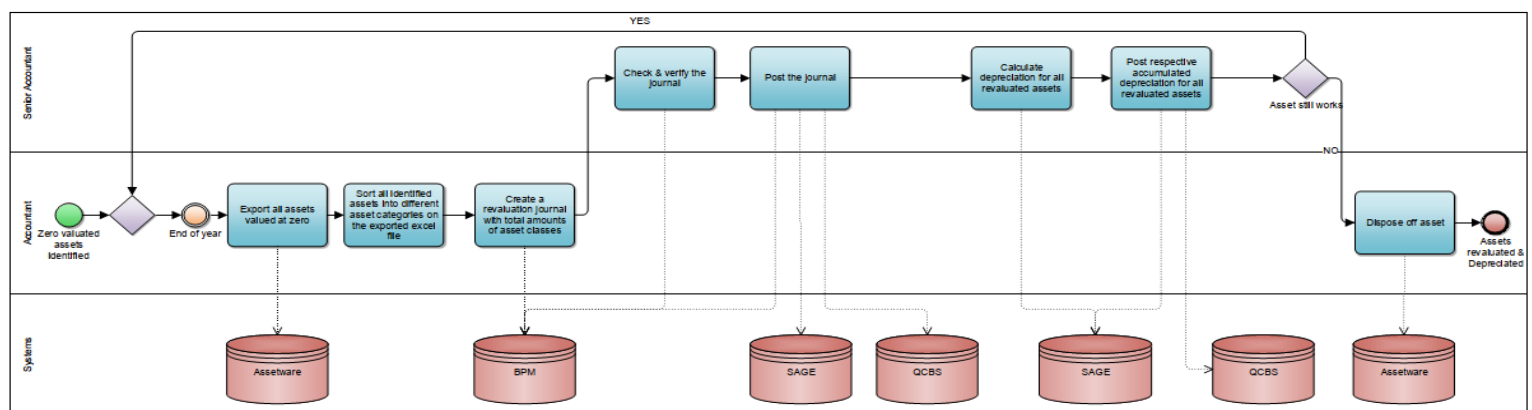 YES
Senior Accountant
Check & verify the
journal
Post the journal
Calculate
depreciation for all
revaluated assets
Post respective
accumulated
depreciation for all
revaluated assets
Asset still works
NO
Accountant
Zero valuated
assets
Identified
End of year
Export all assets
valued at zero
Sort all identified
assets into different
asset categories on
the exported excel
file
Create a
revaluation journal
with total amounts
of asset classes
Dispose off asset
Assets
revaluated &
Depreciated
Systems
Assetware
BPM
SAGE
QCBS
SAGE
QCBS
Assetware